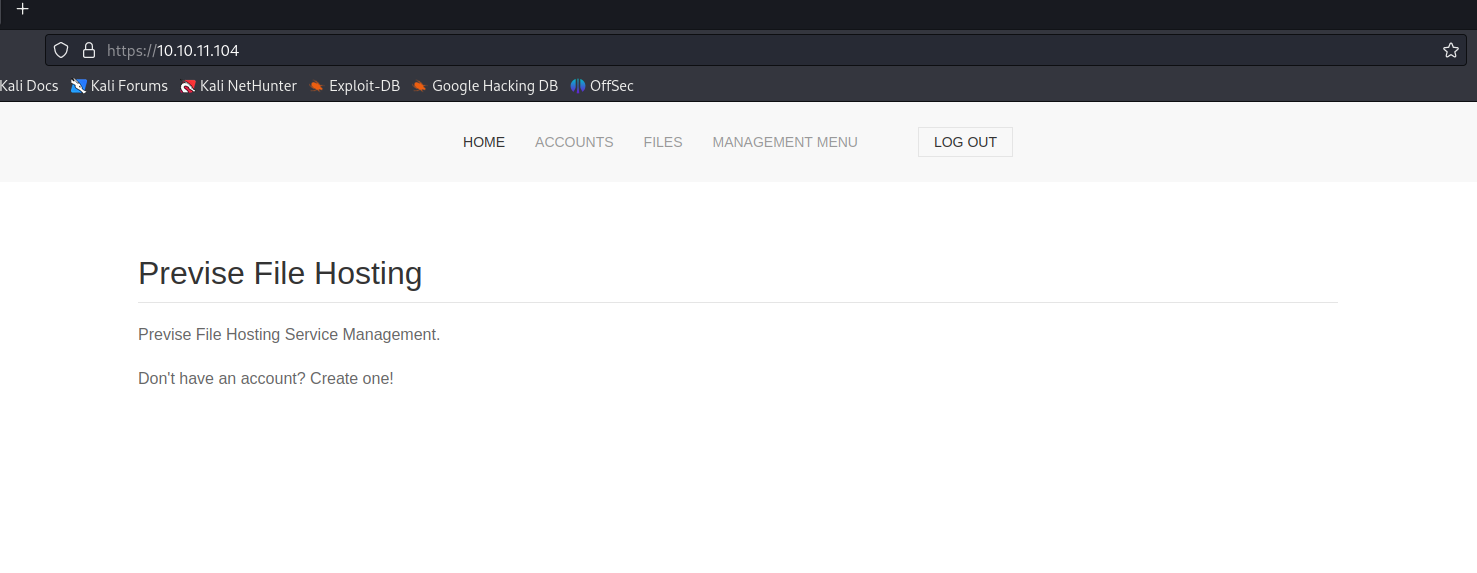 https://10.10.11.104
Kali Docs Kali Forums Kali NetHunter Exploit-DB Google Hacking DB OffSec
HOME ACCOUNTS FILES MANAGEMENT MENU LOG OUT
Previse File Hosting
Previse File Hosting Service Management.
Don't have an account? Create one!